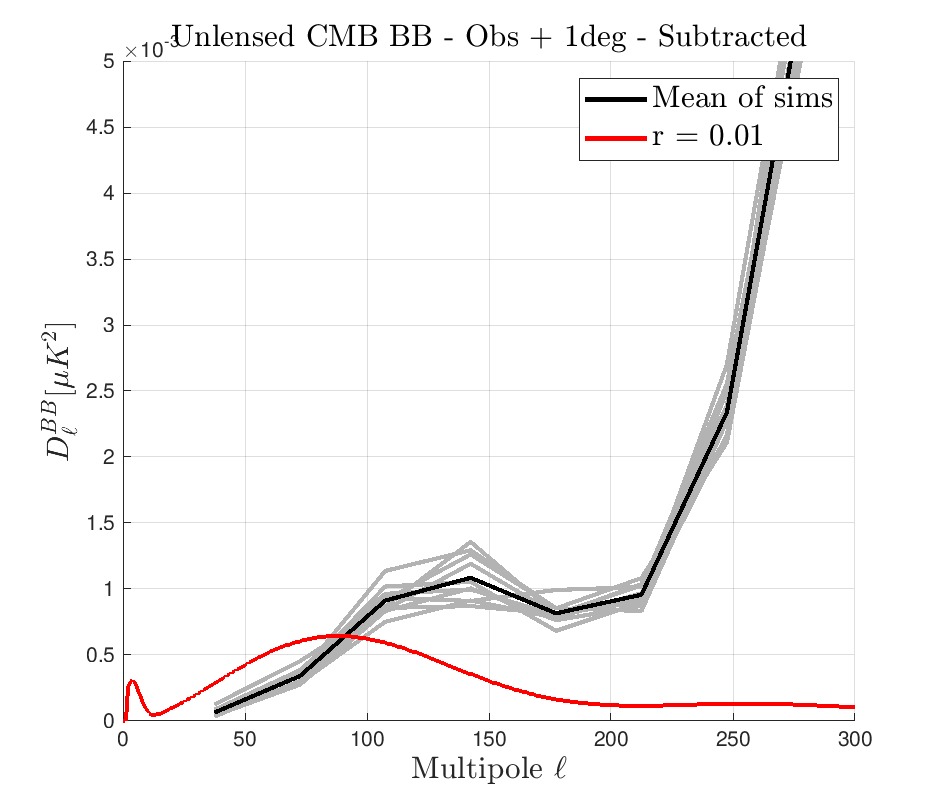 Unlensed CMB BB - Obs + 1deg - Subtracted
×10⁻³
5
4.5
4
3.5
3
2.5
2
1.5
1
0.5
0
Mean of sims
r = 0.01
D_ℓ^{BB}[μK²]
0 50 100 150 200 250 300
Multipole ℓ